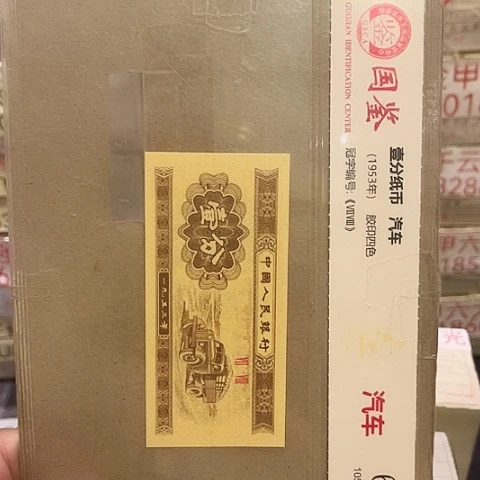 国鉴
GUOJIAN IDENTIFICATION CENTER
壹分纸币 汽车
(1953年) 胶印四色
冠字编号:《ⅦⅧ》
汽车
中國人民銀行
壹分
VII VIII
一九五三年